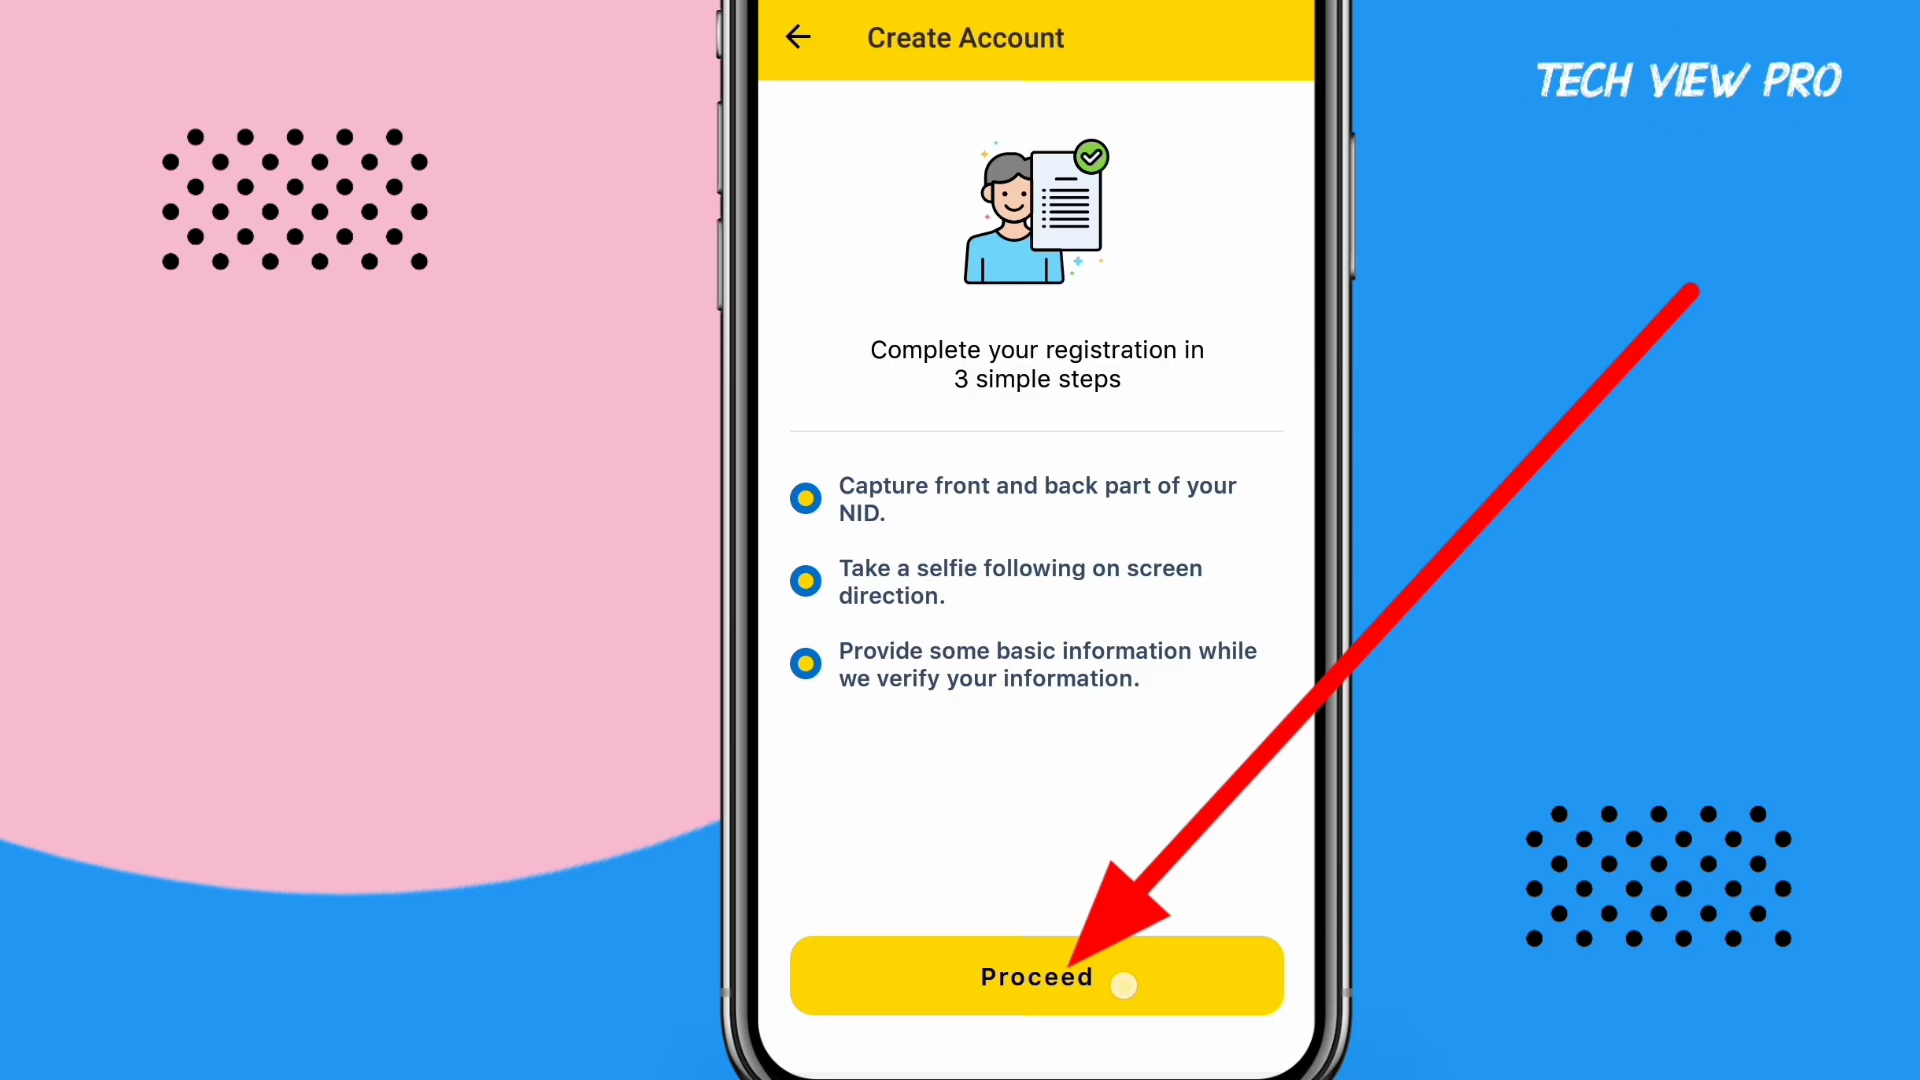 Create Account
TECH VIEW PRO
Complete your registration in
3 simple steps
Capture front and back part of your
NID.
Take a selfie following on screen
direction.
Provide some basic information while
we verify your information.
Proceed